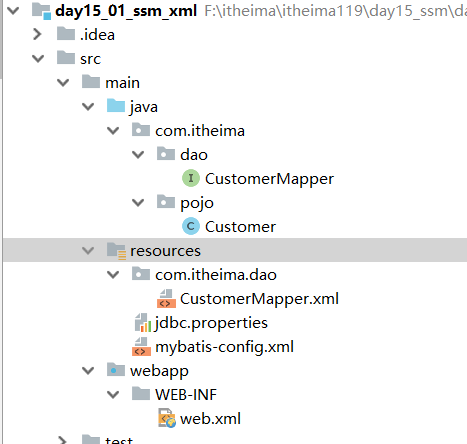 day15_01_ssm_xml F:\itheima\itheima119\day15_ssm\da
.idea
src
main
java
com.itheima
dao
I CustomerMapper
pojo
C Customer
resources
com.itheima.dao
CustomerMapper.xml
jdbc.properties
mybatis-config.xml
webapp
WEB-INF
web.xml
test